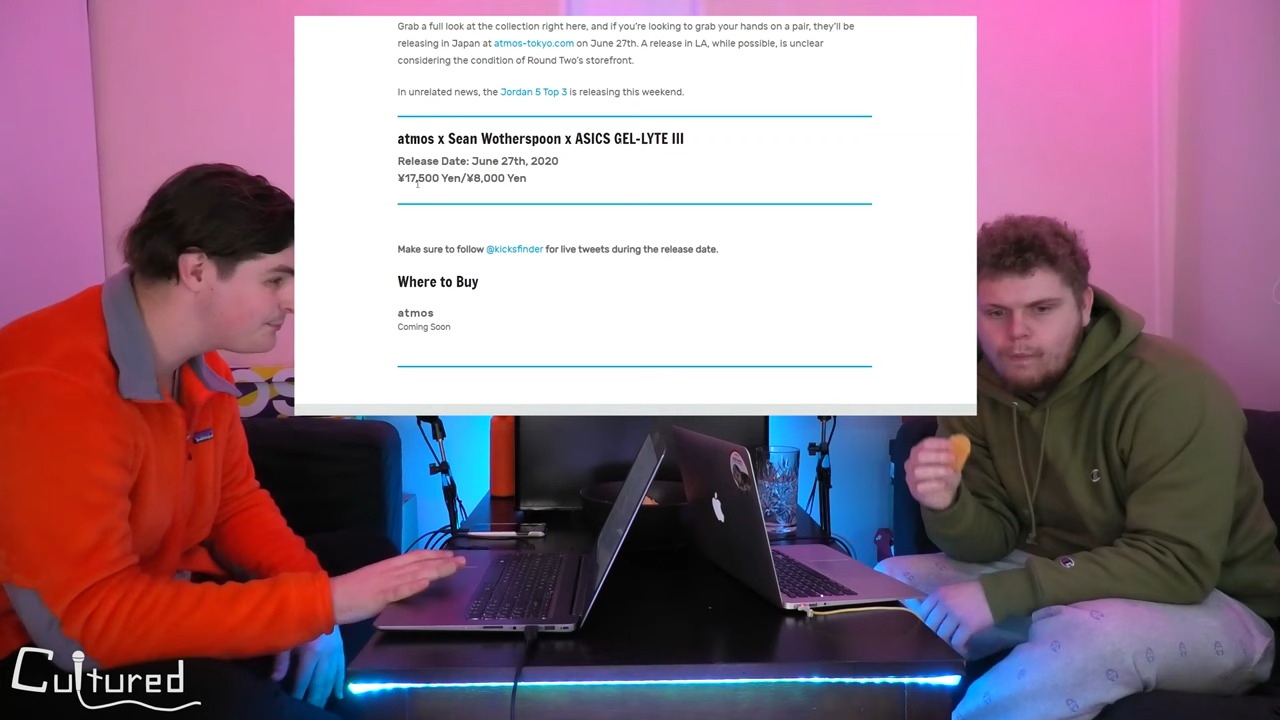 Grab a full look at the collection right here, and if you're looking to grab your hands on a pair, they'll be
releasing in Japan at atmos-tokyo.com on June 27th. A release in LA, while possible, is unclear
considering the condition of Round Two's storefront.
In unrelated news, the Jordan 5 Top 3 is releasing this weekend.
atmos x Sean Wotherspoon x ASICS GEL-LYTE III
Release Date: June 27th, 2020
¥17,500 Yen/¥8,000 Yen
Make sure to follow @kicksfinder for live tweets during the release date.
Where to Buy
atmos
Coming Soon
Cultured